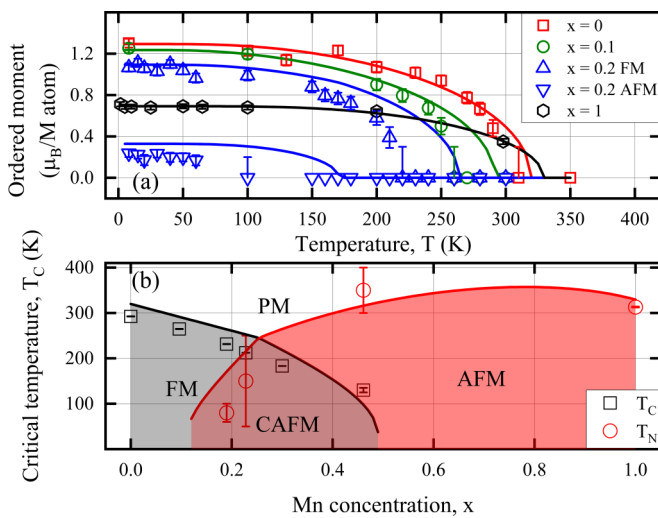 Ordered moment
(μB/M atom)
1.2
0.8
0.4
0.0
(a)
x = 0
x = 0.1
x = 0.2 FM
x = 0.2 AFM
x = 1
0 50 100 150 200 250 300 350 400
Temperature, T (K)
Critical temperature, TC (K)
400
300
200
100
(b)
PM
FM
CAFM
AFM
TC
TN
0.0 0.2 0.4 0.6 0.8 1.0
Mn concentration, x